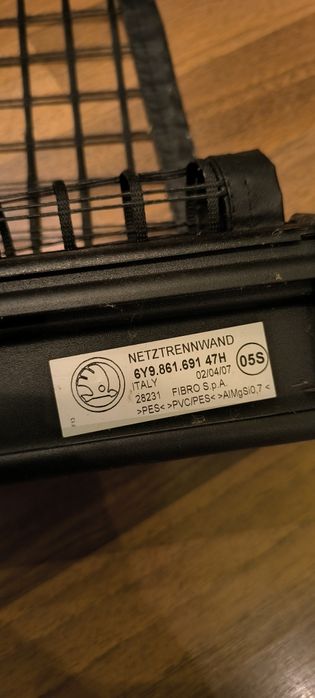 NETZTRENNWAND
6Y9.861.691 47H
ITALY 02/04/07 05S
28231 FIBRO S.p.A.
>PES< >PVC/PES< >AlMgSi0,7<